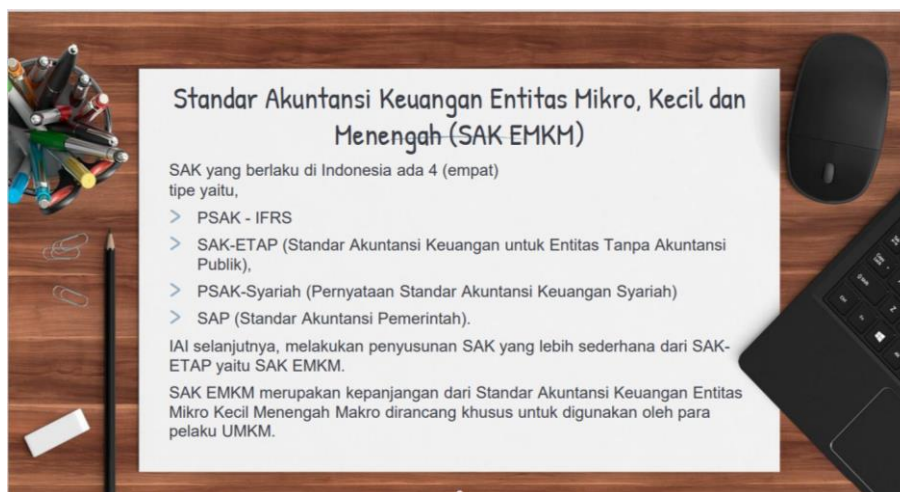 Standar Akuntansi Keuangan Entitas Mikro, Kecil dan
Menengah (SAK EMKM)
SAK yang berlaku di Indonesia ada 4 (empat)
tipe yaitu,
> PSAK - IFRS
> SAK-ETAP (Standar Akuntansi Keuangan untuk Entitas Tanpa Akuntansi
Publik),
> PSAK-Syariah (Pernyataan Standar Akuntansi Keuangan Syariah)
> SAP (Standar Akuntansi Pemerintah).
IAI selanjutnya, melakukan penyusunan SAK yang lebih sederhana dari SAK-
ETAP yaitu SAK EMKM.
SAK EMKM merupakan kepanjangan dari Standar Akuntansi Keuangan Entitas
Mikro Kecil Menengah Makro dirancang khusus untuk digunakan oleh para
pelaku UMKM.